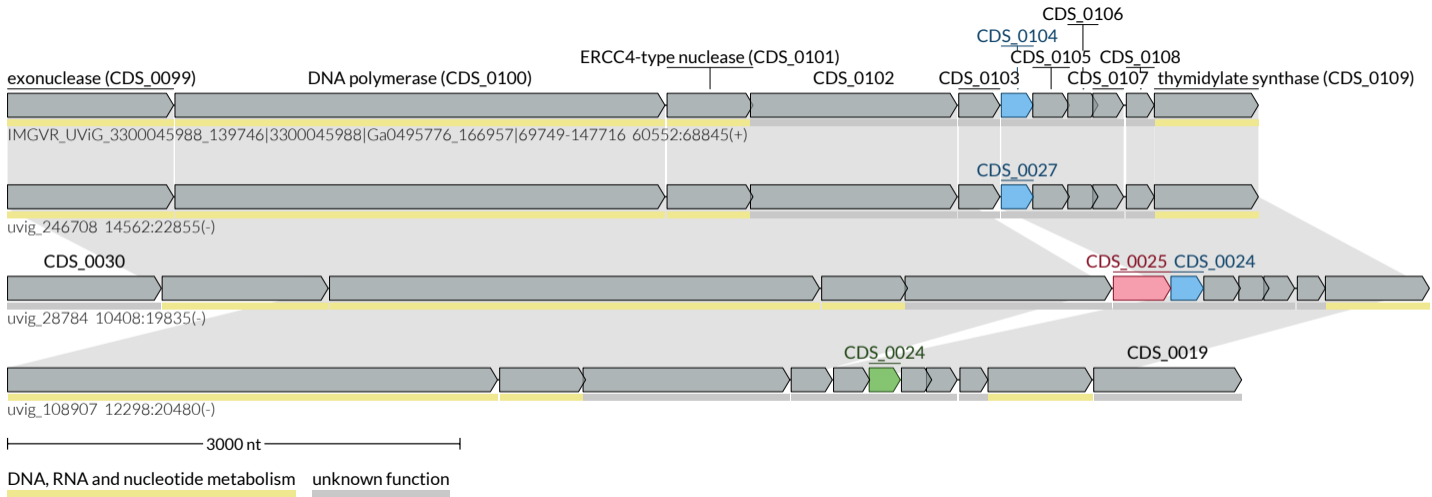 CDS_0106
CDS_0104
ERCC4-type nuclease (CDS_0101) CDS_0105 CDS_0108
exonuclease (CDS_0099) DNA polymerase (CDS_0100) CDS_0102 CDS_0103 CDS_0107 thymidylate synthase (CDS_0109)
IMGVR_UViG_3300045988_139746|3300045988|Ga0495776_166957|69749-147716 60552:68845(+)
CDS_0027
uvig_246708 14562:22855(-)
CDS_0030 CDS_0025 CDS_0024
uvig_28784 10408:19835(-)
CDS_0024 CDS_0019
uvig_108907 12298:20480(-)
3000 nt
DNA, RNA and nucleotide metabolism unknown function